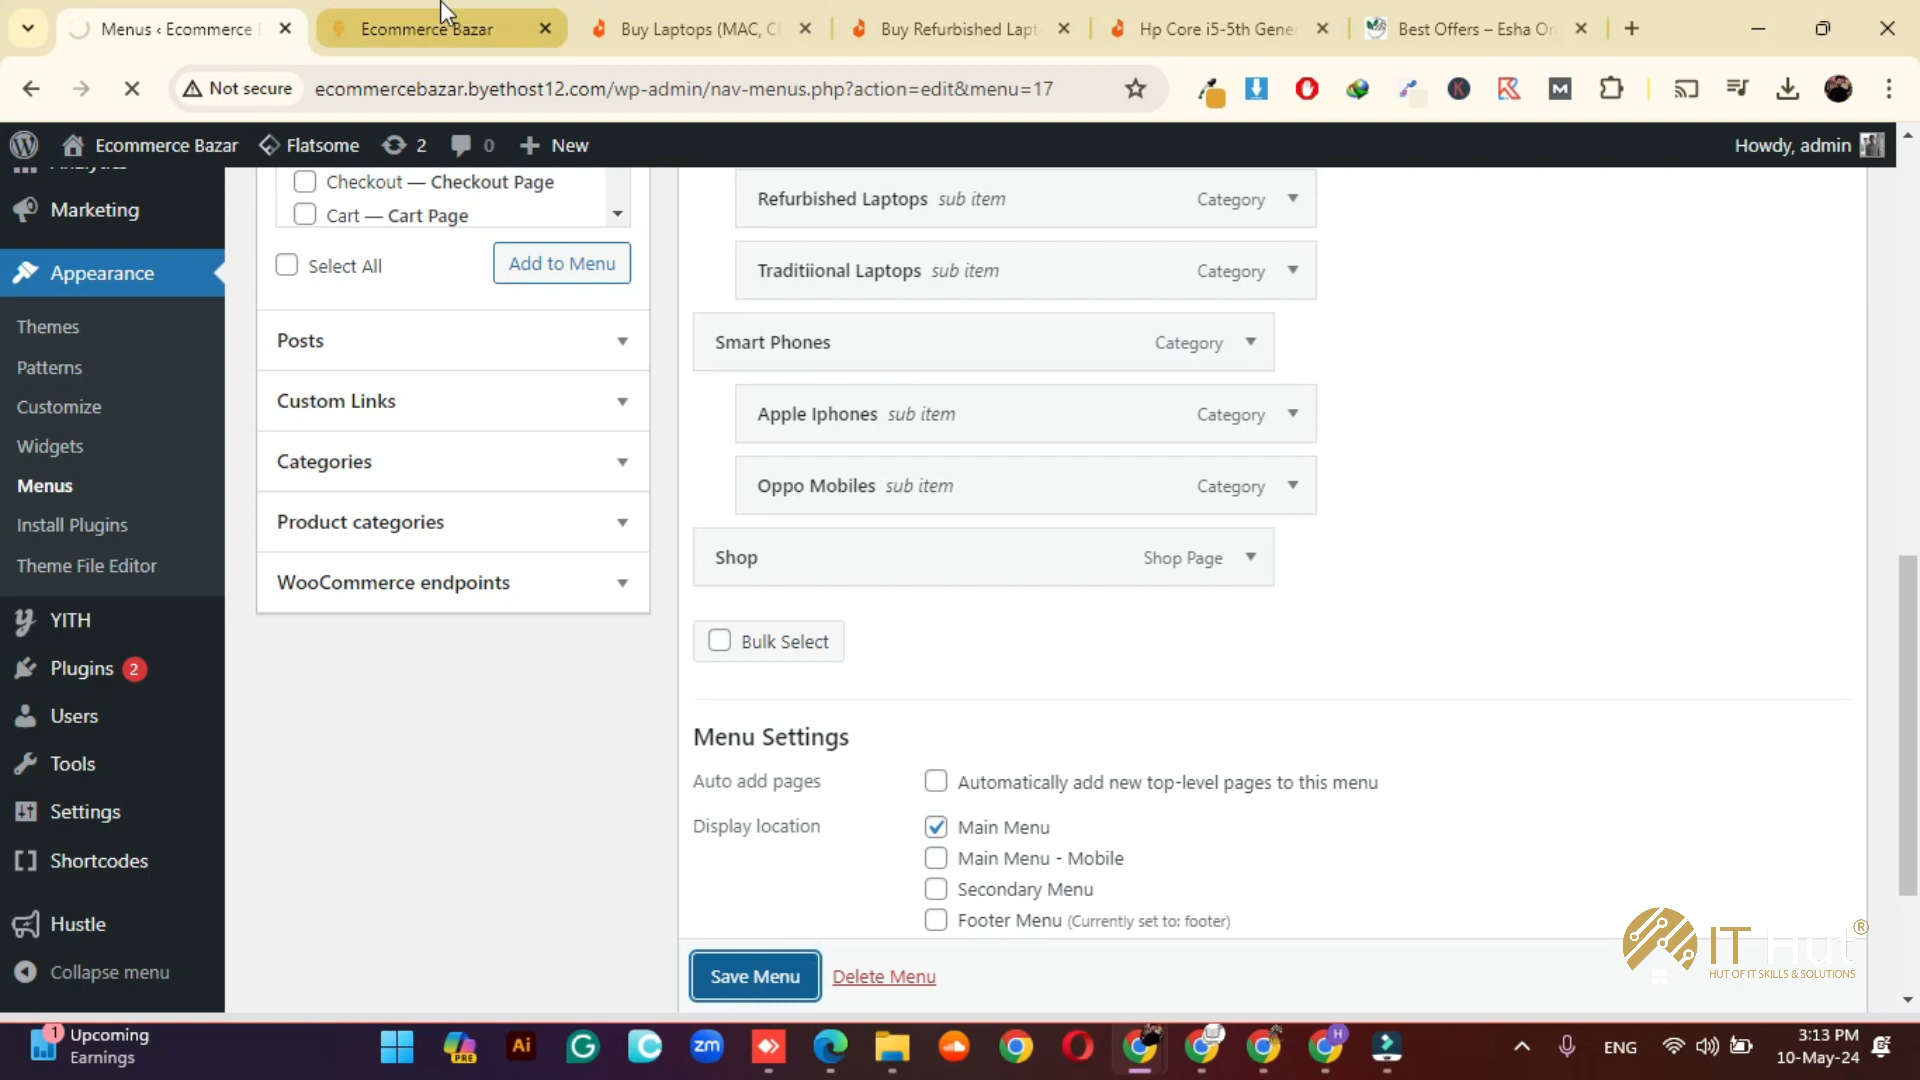 Menus ‹ Ecommerce
Ecommerce Bazar
Buy Laptops (MAC, C
Buy Refurbished Lapt
Hp Core i5-5th Gene
Best Offers – Esha On
Not secure
ecommercebazar.byethost12.com/wp-admin/nav-menus.php?action=edit&menu=17
Ecommerce Bazar
Flatsome
2
0
New
Howdy, admin
Marketing
Appearance
Themes
Patterns
Customize
Widgets
Menus
Install Plugins
Theme File Editor
YITH
Plugins 2
Users
Tools
Settings
Shortcodes
Hustle
Collapse menu
Checkout — Checkout Page
Cart — Cart Page
Select All
Add to Menu
Posts
Custom Links
Categories
Product categories
WooCommerce endpoints
Refurbished Laptops sub item Category
Traditiional Laptops sub item Category
Smart Phones Category
Apple Iphones sub item Category
Oppo Mobiles sub item Category
Shop Shop Page
Bulk Select
Menu Settings
Auto add pages
Automatically add new top-level pages to this menu
Display location
Main Menu
Main Menu - Mobile
Secondary Menu
Footer Menu (Currently set to: footer)
Save Menu
Delete Menu
IT Hut ®
HUT OF IT SKILLS & SOLUTIONS
1
Upcoming
Earnings
PRE
Ai
zm
H
ENG
3:13 PM
10-May-24